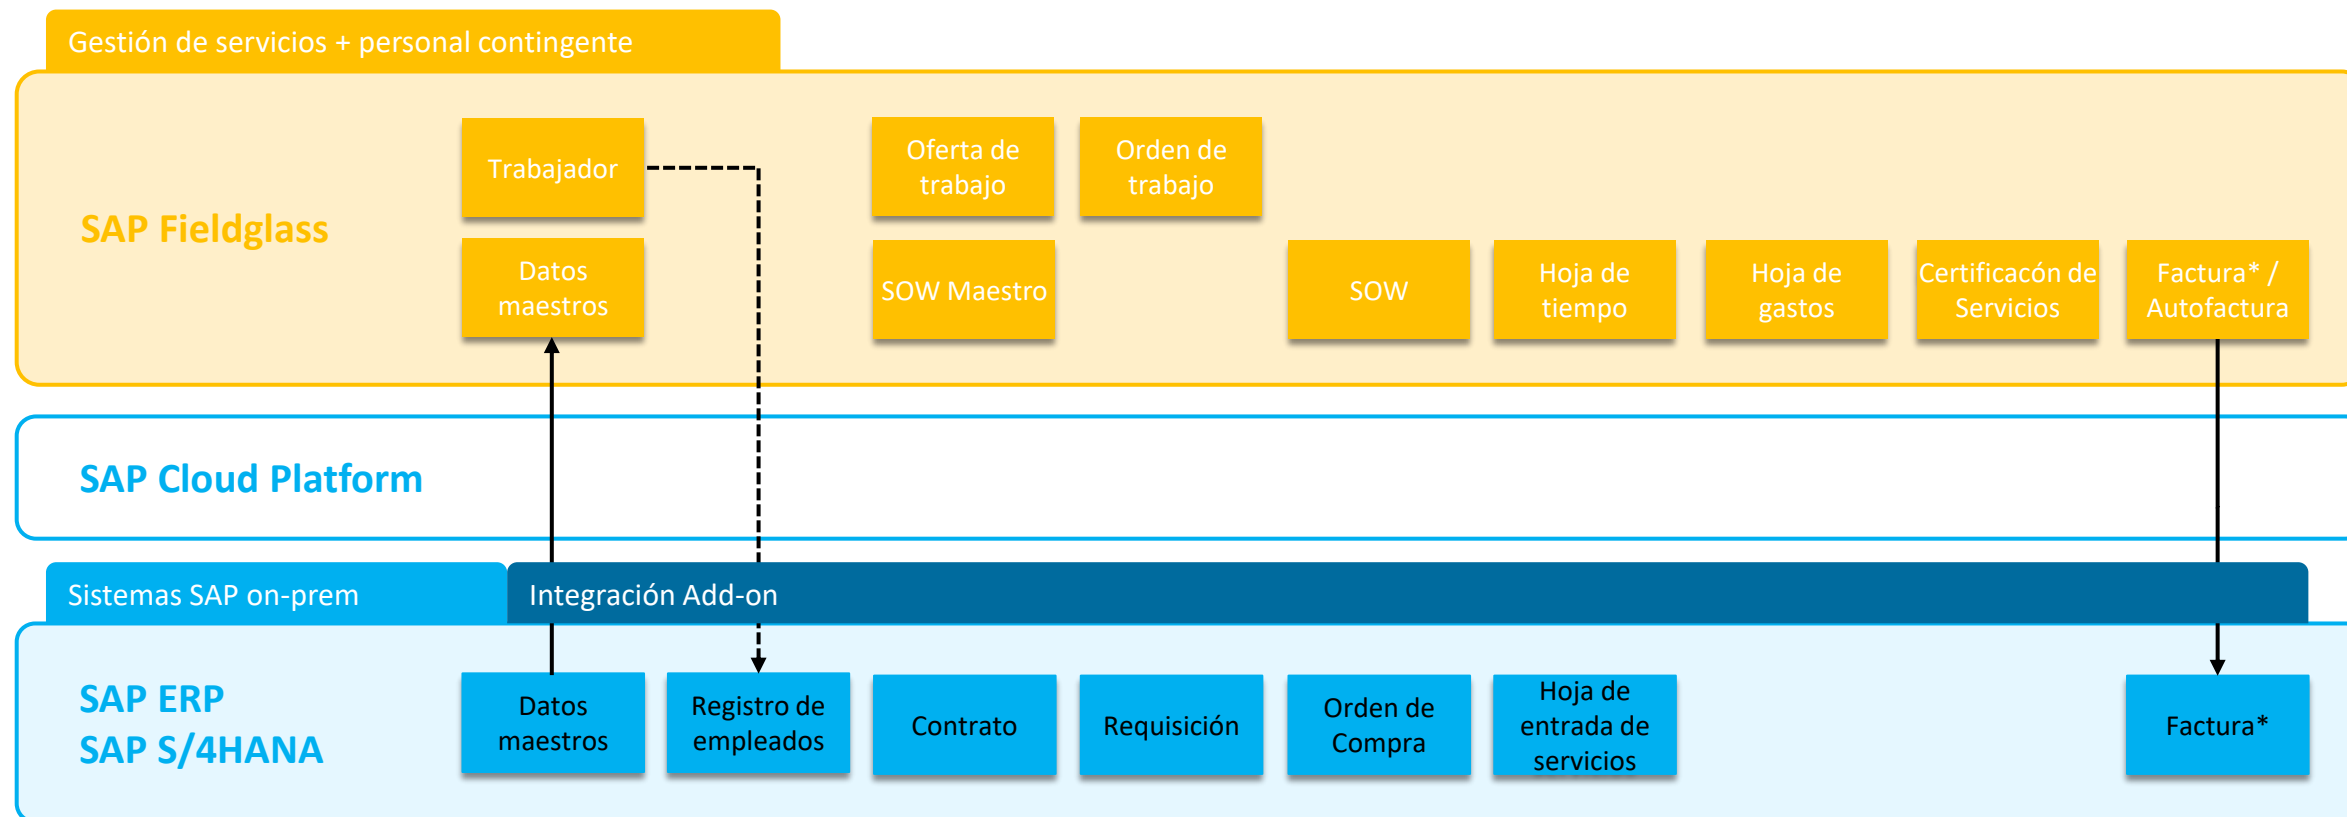 Gestión de servicios + personal contingente
Trabajador
Oferta de
trabajo
Orden de
trabajo
SAP Fieldglass
Datos
maestros
SOW Maestro
SOW
Hoja de
tiempo
Hoja de
gastos
Certificacón de
Servicios
Factura* /
Autofactura
SAP Cloud Platform
Sistemas SAP on-prem
Integración Add-on
SAP ERP
SAP S/4HANA
Datos
maestros
Registro de
empleados
Contrato
Requisición
Orden de
Compra
Hoja de
entrada de
servicios
Factura*